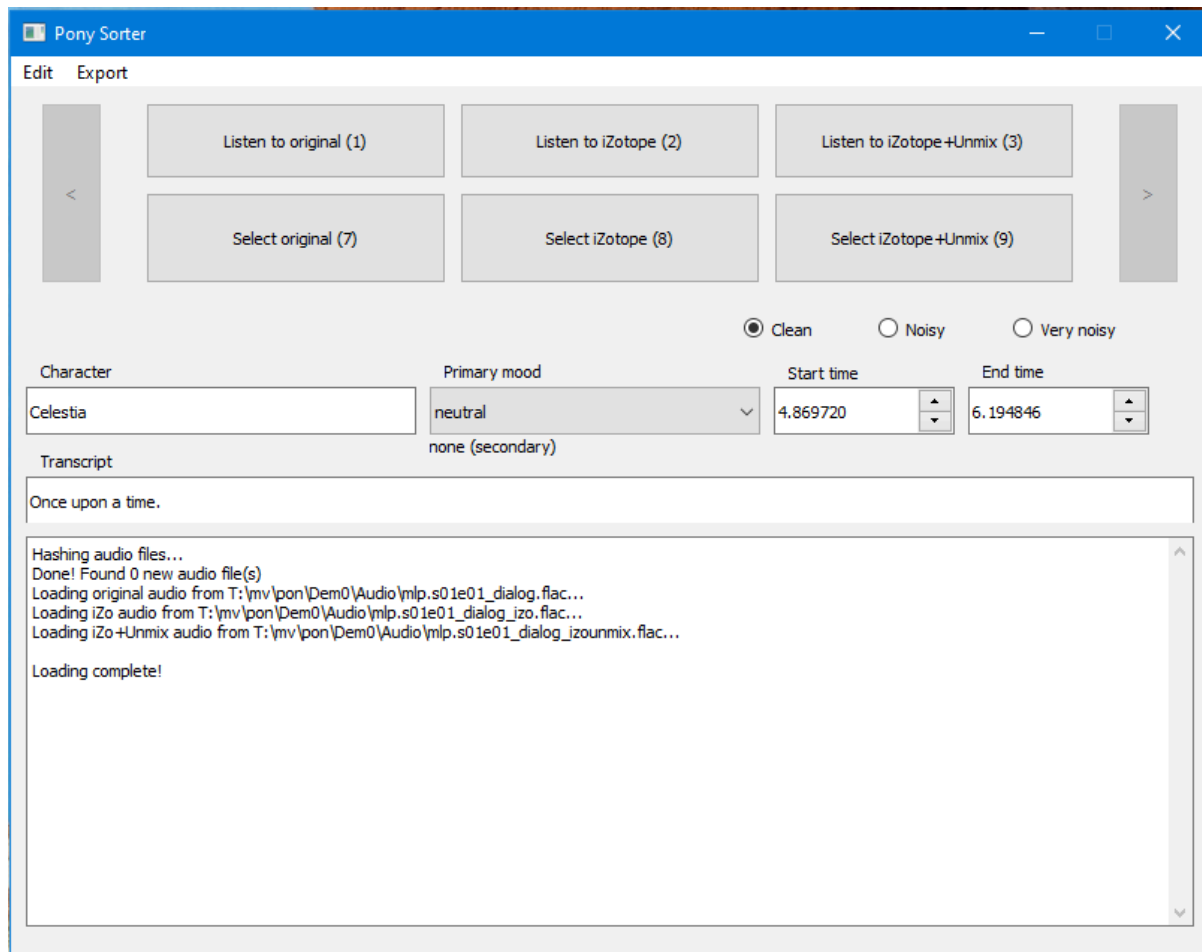 Pony Sorter
Edit Export
<
Listen to original (1)
Listen to iZotope (2)
Listen to iZotope+Unmix (3)
>
Select original (7)
Select iZotope (8)
Select iZotope+Unmix (9)
Clean
Noisy
Very noisy
Character
Primary mood
Start time
End time
Celestia
neutral
4.869720
6.194846
none (secondary)
Transcript
Once upon a time.
Hashing audio files...
Done! Found 0 new audio file(s)
Loading original audio from T:\mv\pon\Dem0\Audio\mlp.s01e01_dialog.flac...
Loading iZo audio from T:\mv\pon\Dem0\Audio\mlp.s01e01_dialog_izo.flac...
Loading iZo+Unmix audio from T:\mv\pon\Dem0\Audio\mlp.s01e01_dialog_izounmix.flac...
Loading complete!